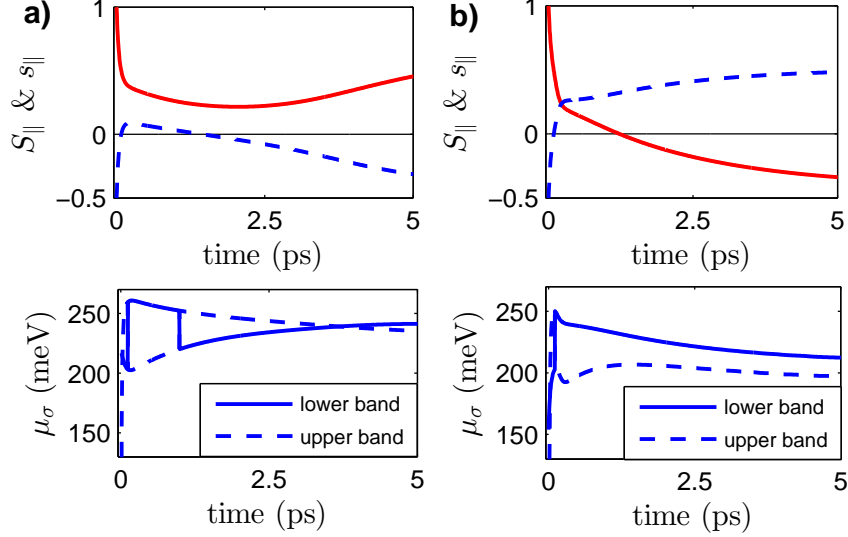 a)
S∥ & s∥
1
0
−0.5
0
2.5
5
time (ps)
b)
S∥ & s∥
1
0
−0.5
0
2.5
5
time (ps)
μσ (meV)
250
200
150
0
2.5
5
time (ps)
lower band
upper band
μσ (meV)
250
200
150
0
2.5
5
time (ps)
lower band
upper band